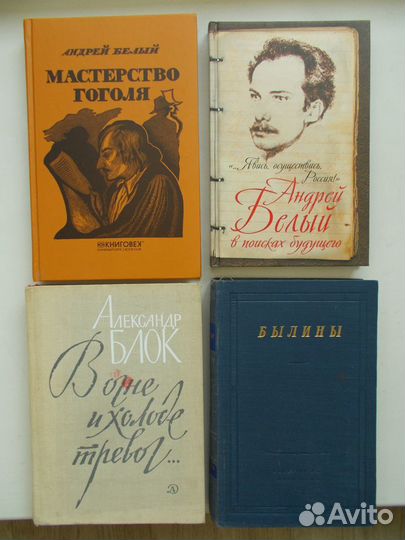 АНДРЕЙ БЕЛЫЙ
МАСТЕРСТВО
ГОГОЛЯ
КНИГОВЕК
"...Явись, осуществись,
Россия!"
Андрей
Белый
в поисках будущего
АЛЕКСАНДР
БЛОК
В огне
и холоде
тревог...
БЫЛИНЫ
Avito